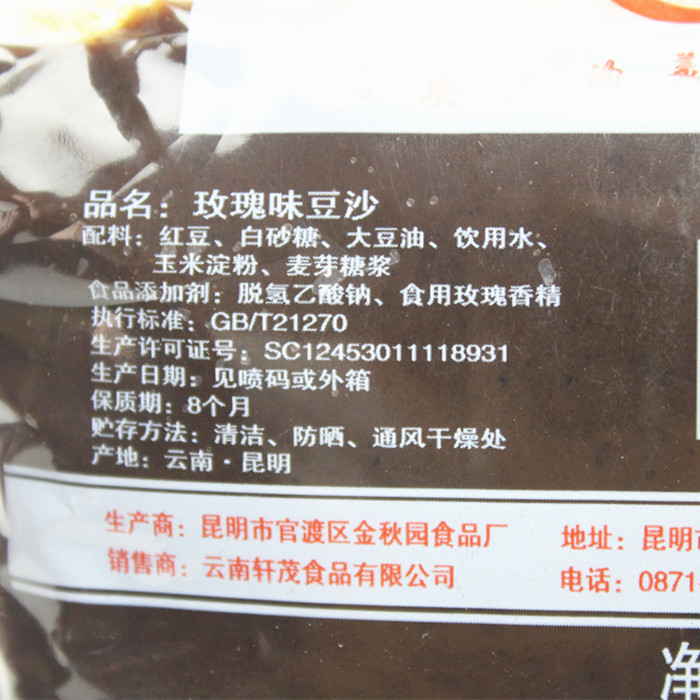 品名：玫瑰味豆沙
配料：红豆、白砂糖、大豆油、饮用水、
玉米淀粉、麦芽糖浆
食品添加剂：脱氢乙酸钠、食用玫瑰香精
执行标准：GB/T21270
生产许可证号：SC12453011118931
生产日期：见喷码或外箱
保质期：8个月
贮存方法：清洁、防晒、通风干燥处
产地：云南·昆明
生产商：昆明市官渡区金秋园食品厂
地址：昆明市
销售商：云南轩茂食品有限公司
电话：0871-
净